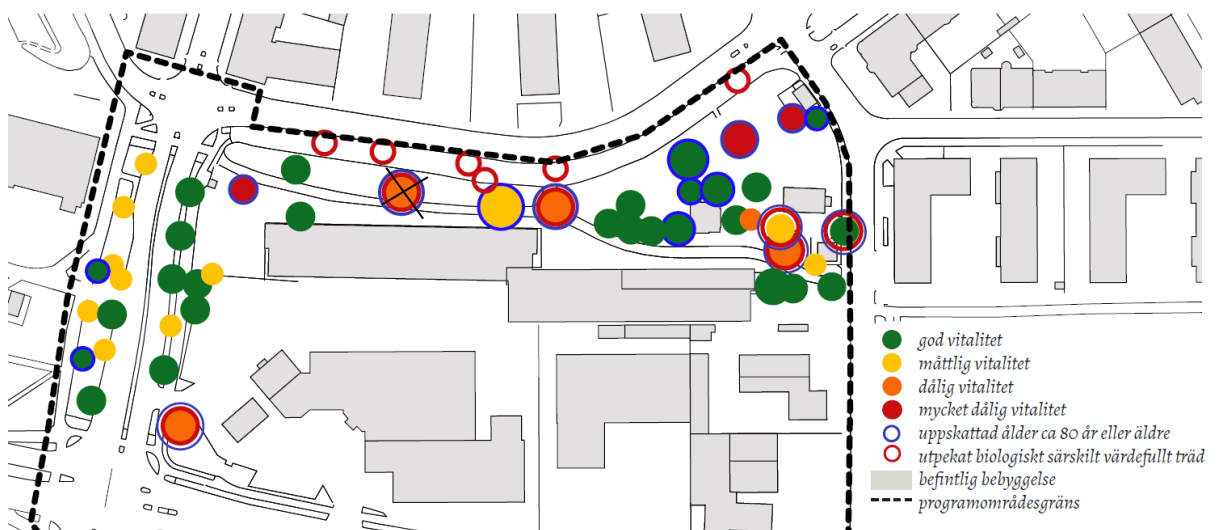 god vitalitet
måttlig vitalitet
dålig vitalitet
mycket dålig vitalitet
uppskattad ålder ca 80 år eller äldre
utpekat biologiskt särskilt värdefullt träd
befintlig bebyggelse
programområdesgräns